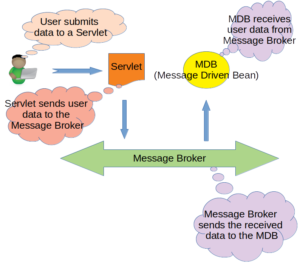 User submits
data to a Servlet
MDB receives
user data from
Message Broker
Servlet
MDB
(Message Driven Bean)
Servlet sends user
data to the
Message Broker
Message Broker
Message Broker
sends the received
data to the MDB